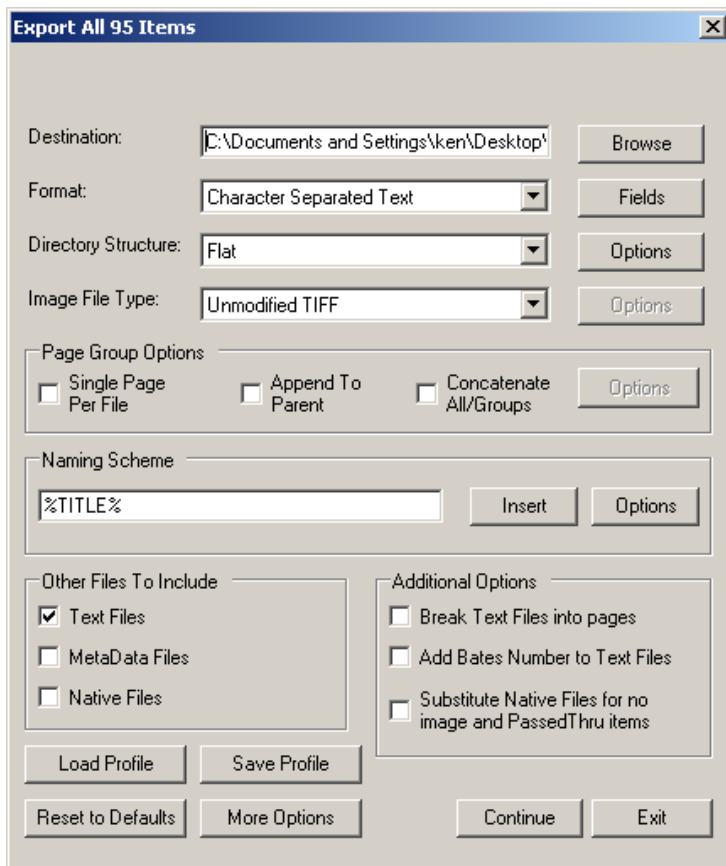 Export All 95 Items
Destination:
C:\Documents and Settings\ken\Desktop\
Browse
Format:
Character Separated Text
Fields
Directory Structure:
Flat
Options
Image File Type:
Unmodified TIFF
Options
Page Group Options
Single Page
Per File
Append To
Parent
Concatenate
All/Groups
Options
Naming Scheme
%TITLE%
Insert
Options
Other Files To Include
Text Files
MetaData Files
Native Files
Additional Options
Break Text Files into pages
Add Bates Number to Text Files
Substitute Native Files for no
image and PassedThru items
Load Profile
Save Profile
Reset to Defaults
More Options
Continue
Exit